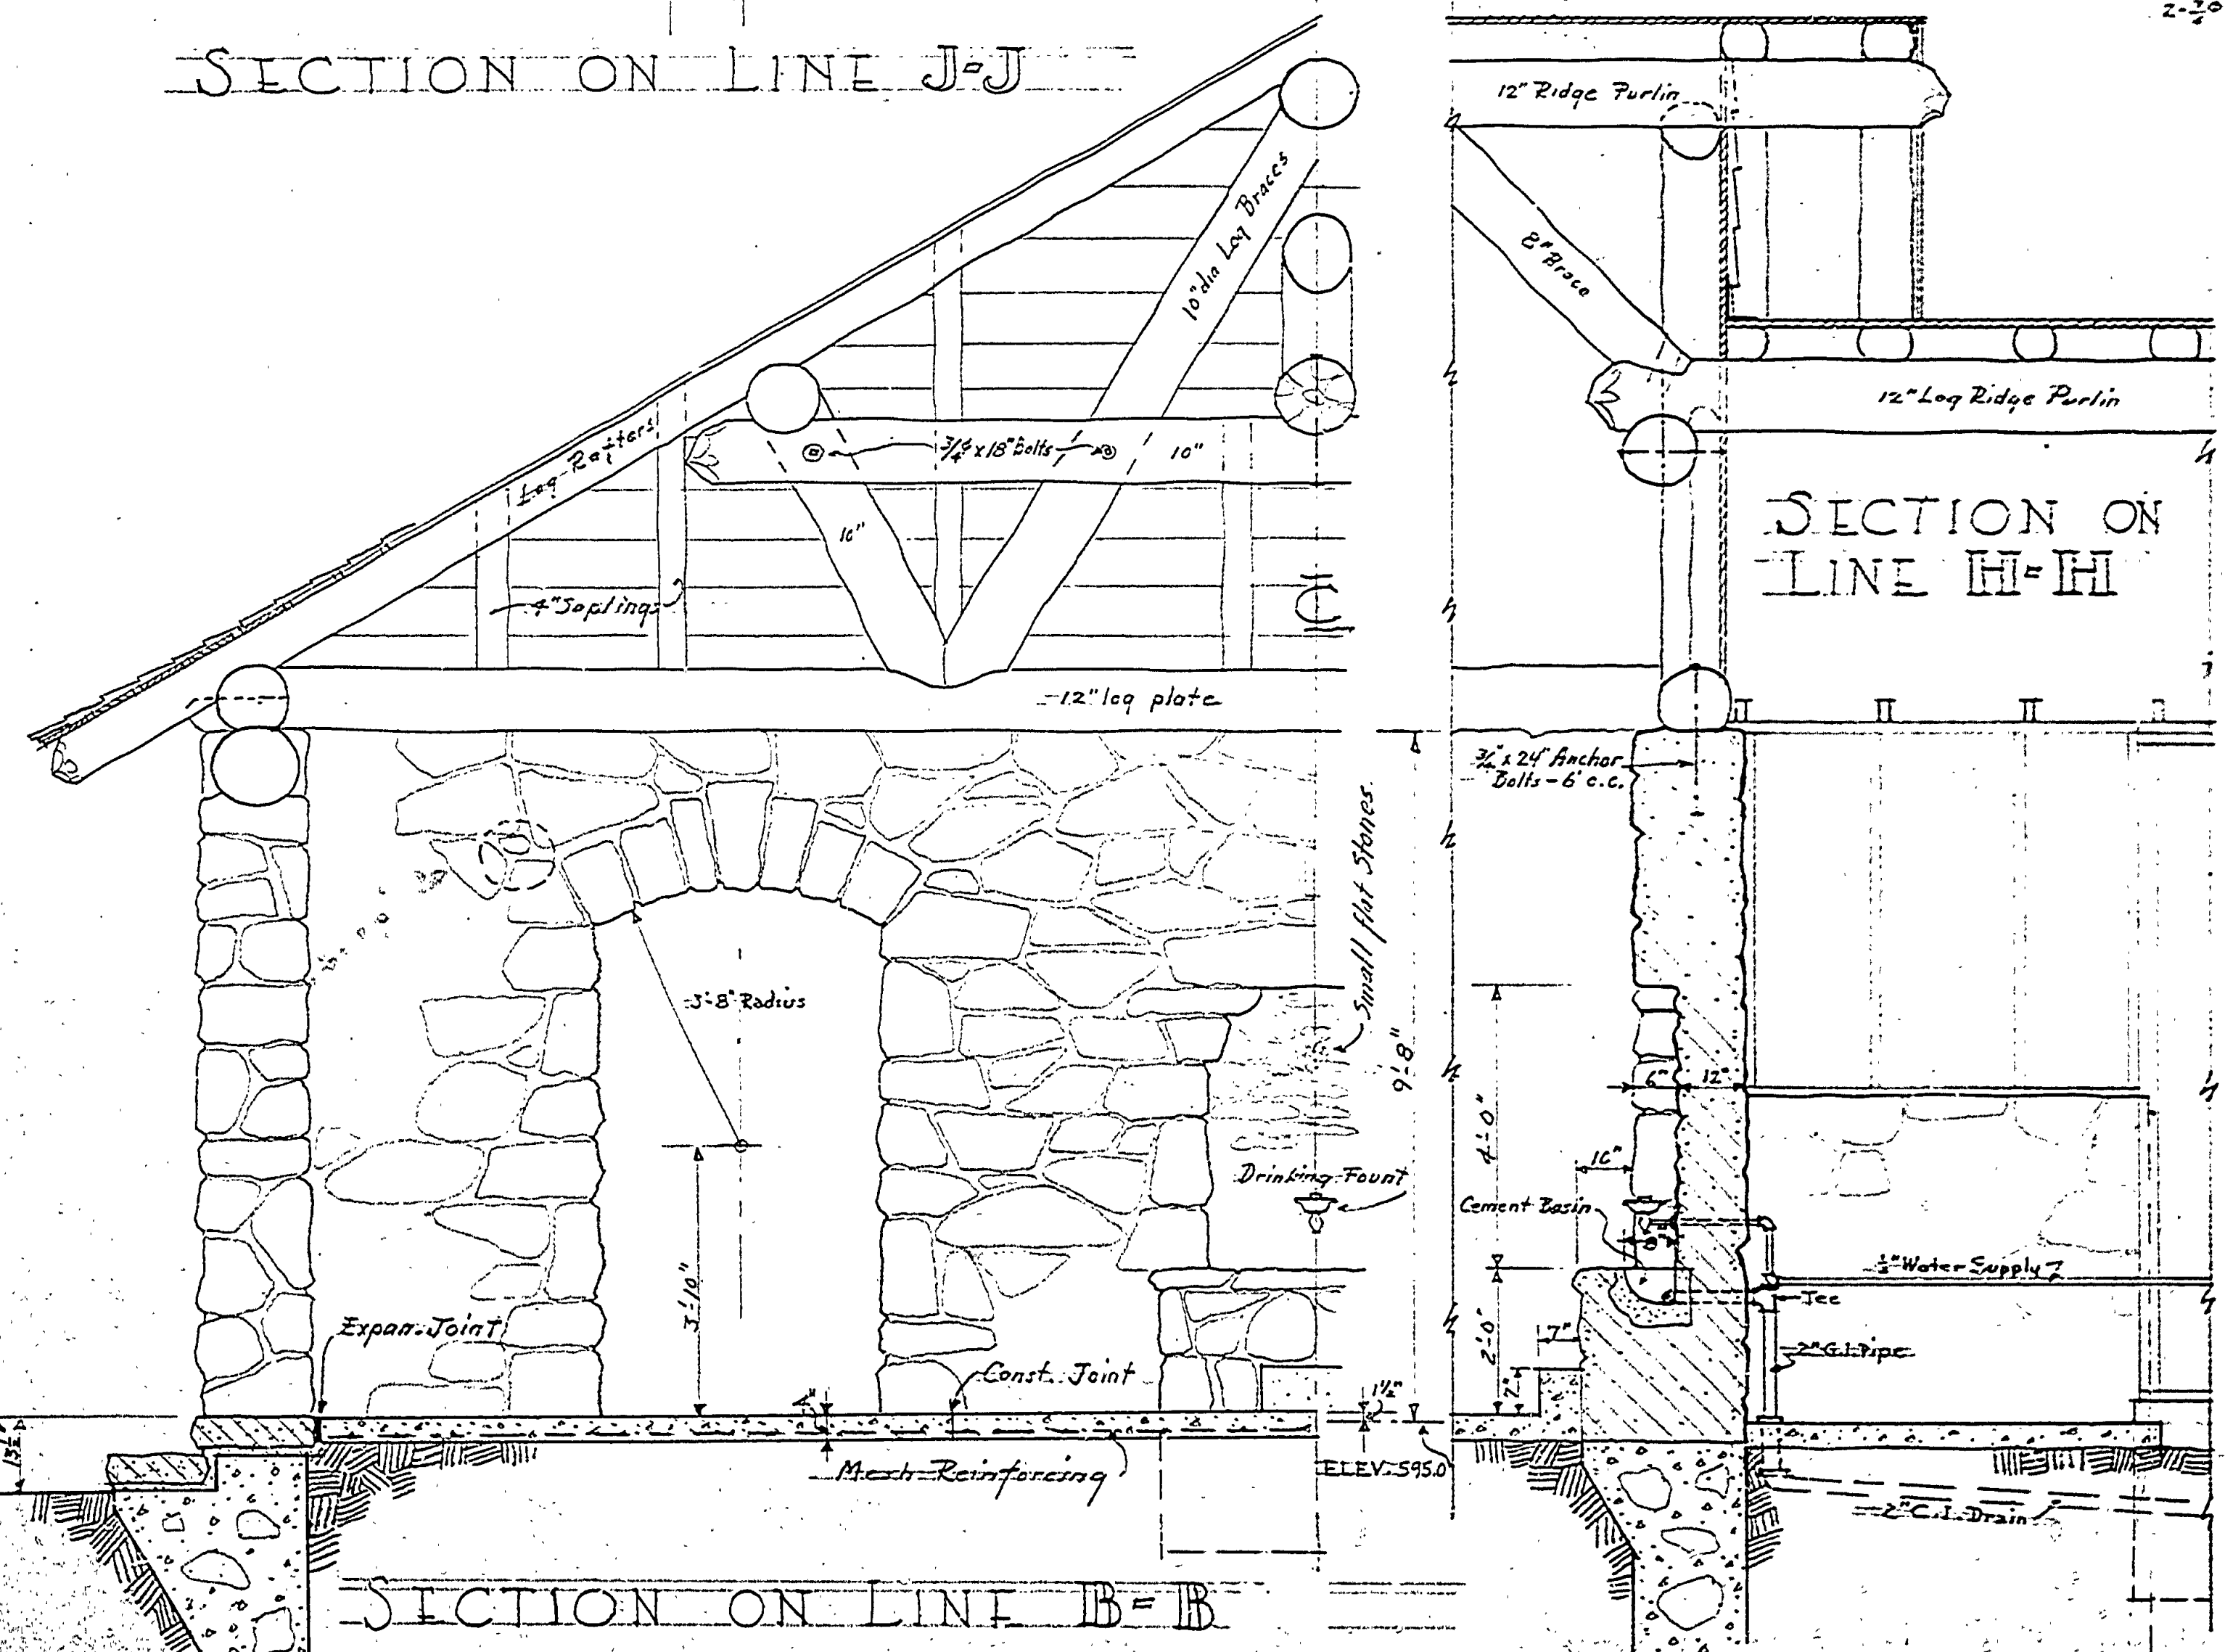 SECTION ON LINE J-J
12" Ridge Purlin
10" dia Log Braces
8" Brace
12" Log Ridge Purlin
Log Rafters
3/4"ø x 18" bolts
10"
10"
SECTION ON
LINE H-H
4" Saplings
12" log plate
3/4" x 24" Anchor
Bolts - 6' c.c.
Small flat Stones.
9'-8"
3'-8" Radius
4'-0"
6"
12"
10"
Drinking Fount
Cement Basin
8"
1/2" Water Supply
Tee
3'-10"
Expan. Joint
2'-0"
7"
2" G.I. Pipe
Const. Joint
4"
1 1/2"
Mesh Reinforcing
ELEV. 595.0
2" C.I. Drain
SECTION ON LINE B-B